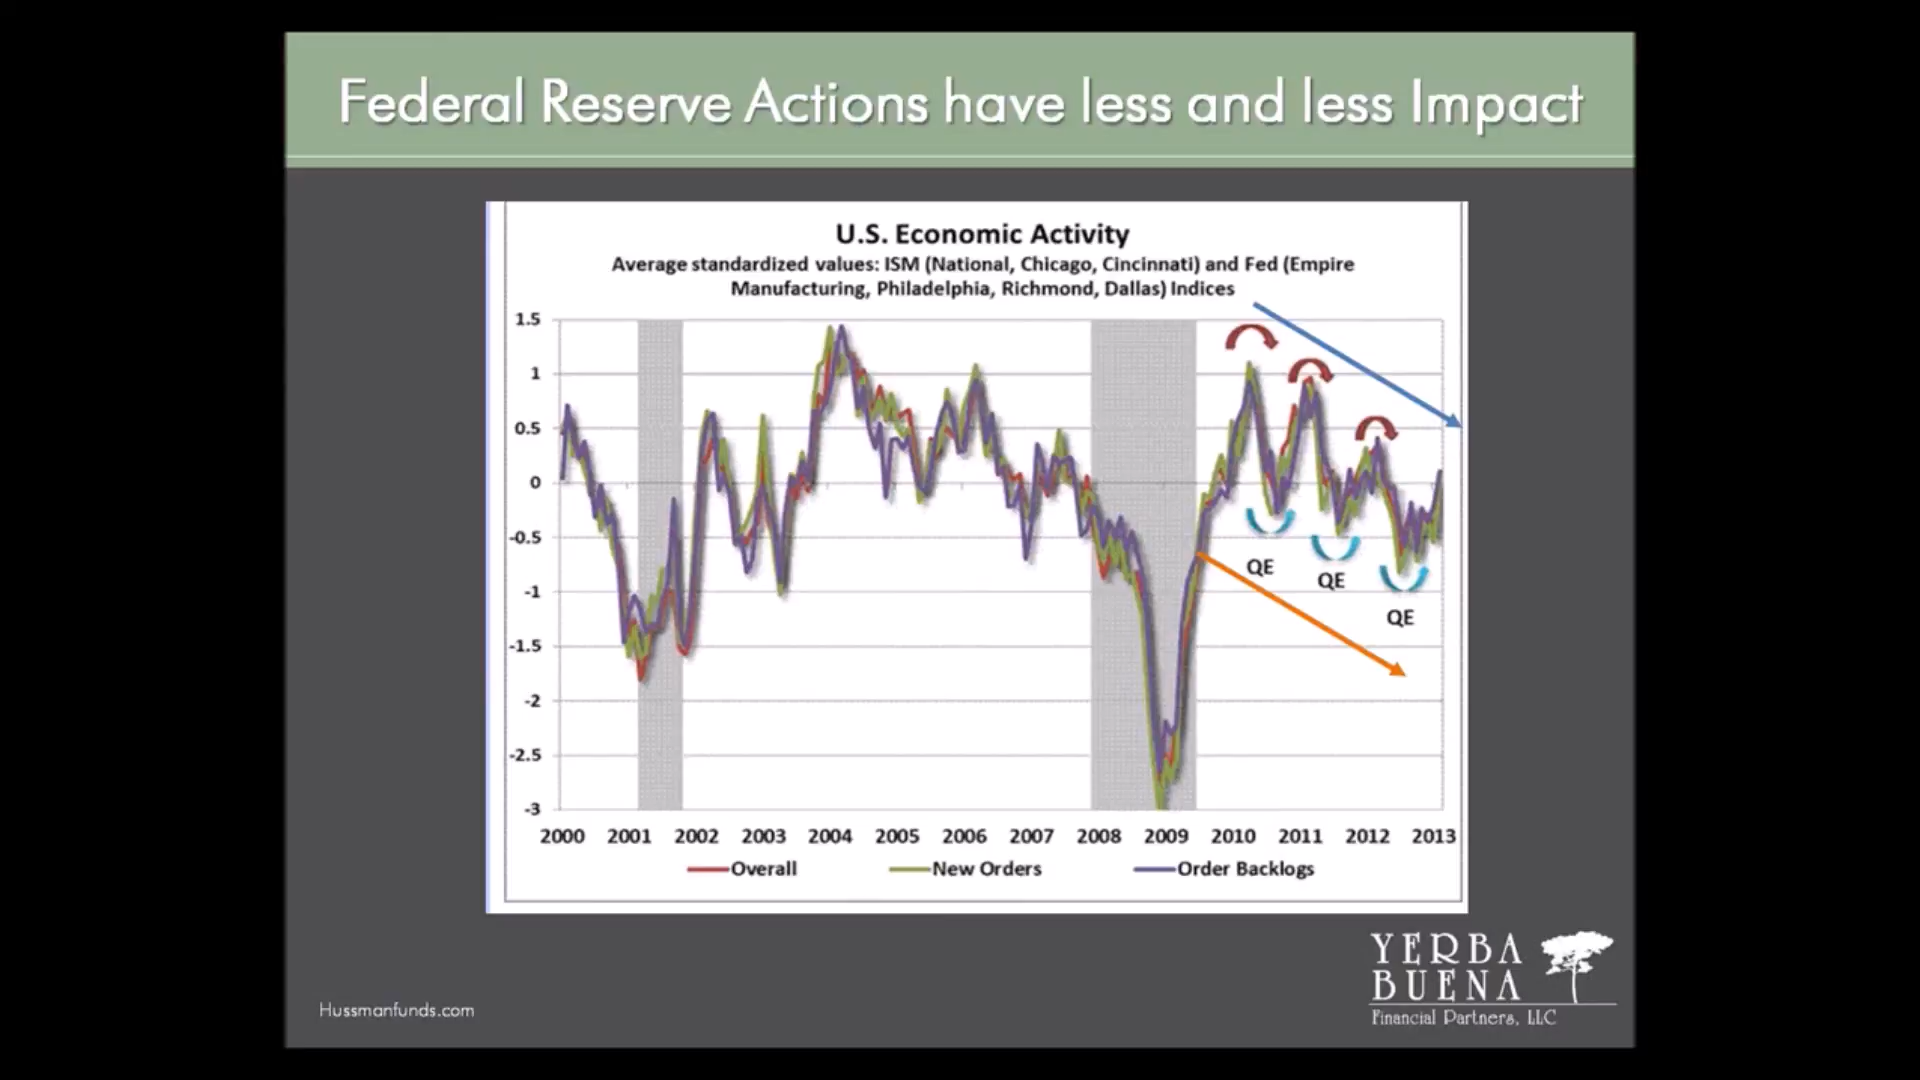 Federal Reserve Actions have less and less Impact
U.S. Economic Activity
Average standardized values: ISM (National, Chicago, Cincinnati) and Fed (Empire
Manufacturing, Philadelphia, Richmond, Dallas) Indices
1.5
1
0.5
0
-0.5
-1
-1.5
-2
-2.5
-3
QE
QE
QE
2000 2001 2002 2003 2004 2005 2006 2007 2008 2009 2010 2011 2012 2013
Overall New Orders Order Backlogs
YERBA
BUENA
Financial Partners, LLC
Hussmanfunds.com